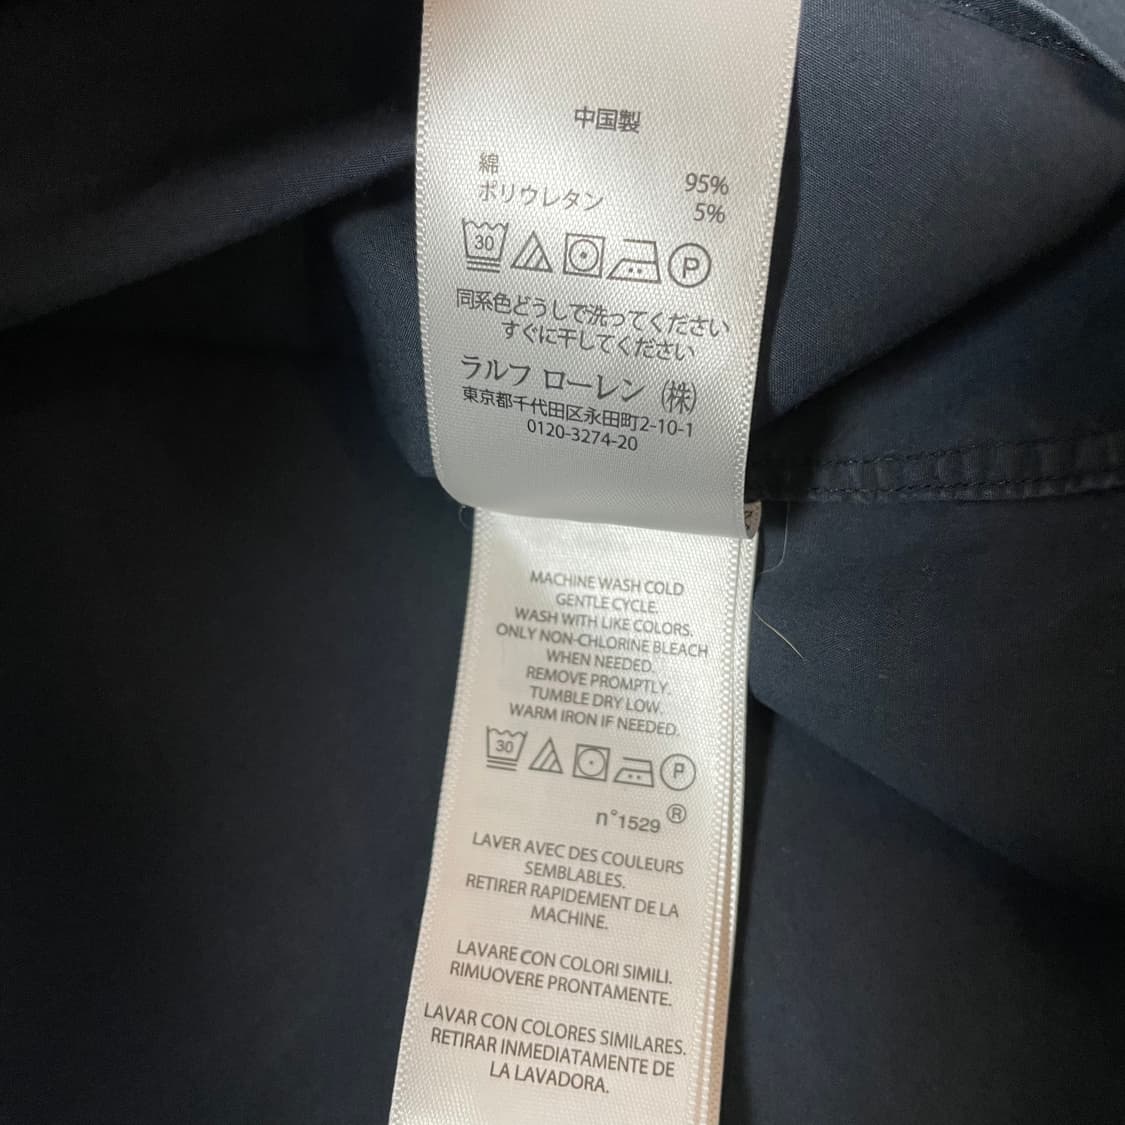 中国製
綿 95%
ポリウレタン 5%
30 P
同系色どうしで洗ってください
すぐに干してください
ラルフ ローレン (株)
東京都千代田区永田町2-10-1
0120-3274-20
MACHINE WASH COLD
GENTLE CYCLE.
WASH WITH LIKE COLORS.
ONLY NON-CHLORINE BLEACH
WHEN NEEDED.
REMOVE PROMPTLY.
TUMBLE DRY LOW.
WARM IRON IF NEEDED.
30 P
n°1529 ®
LAVER AVEC DES COULEURS
SEMBLABLES.
RETIRER RAPIDEMENT DE LA
MACHINE.
LAVARE CON COLORI SIMILI.
RIMUOVERE PRONTAMENTE.
LAVAR CON COLORES SIMILARES.
RETIRAR INMEDIATAMENTE DE
LA LAVADORA.